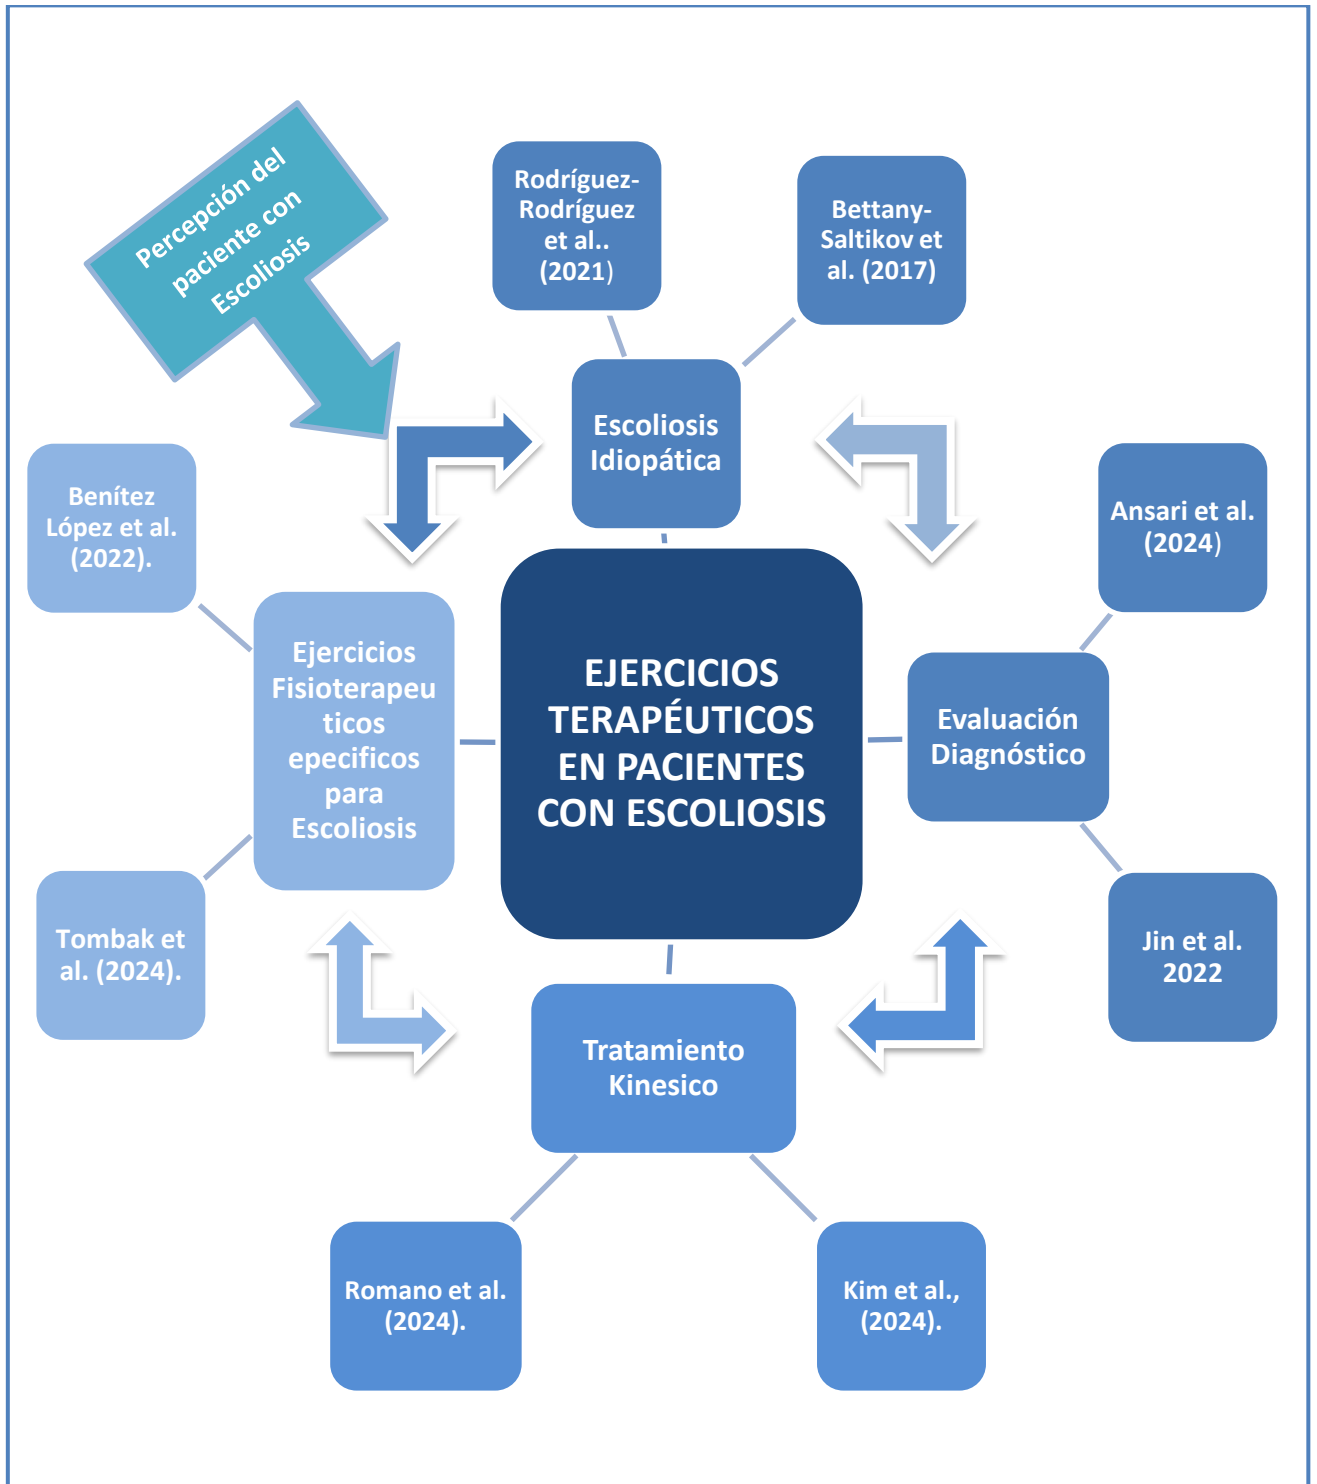 Percepción del
paciente con
Escoliosis
Rodríguez-
Rodríguez
et al..
(2021)
Bettany-
Saltikov et
al. (2017)
Escoliosis
Idiopática
Benítez
López et al.
(2022).
Ansari et al.
(2024)
Ejercicios
Fisioterapeu
ticos
epecificos
para
Escoliosis
EJERCICIOS
TERAPÉUTICOS
EN PACIENTES
CON ESCOLIOSIS
Evaluación
Diagnóstico
Tombak et
al. (2024).
Jin et al.
2022
Tratamiento
Kinesico
Romano et al.
(2024).
Kim et al.,
(2024).